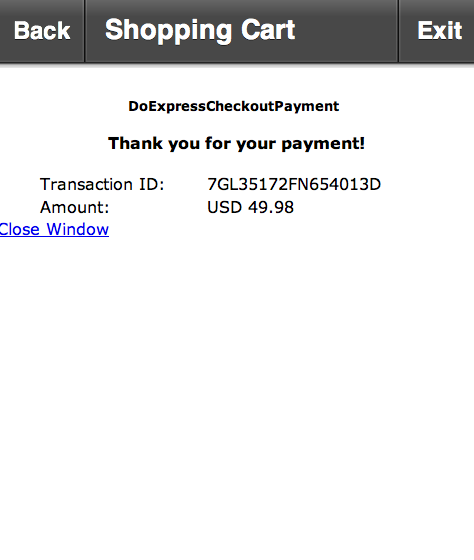 Back Shopping Cart Exit
DoExpressCheckoutPayment
Thank you for your payment!
Transaction ID: 7GL35172FN654013D
Amount: USD 49.98
Close Window